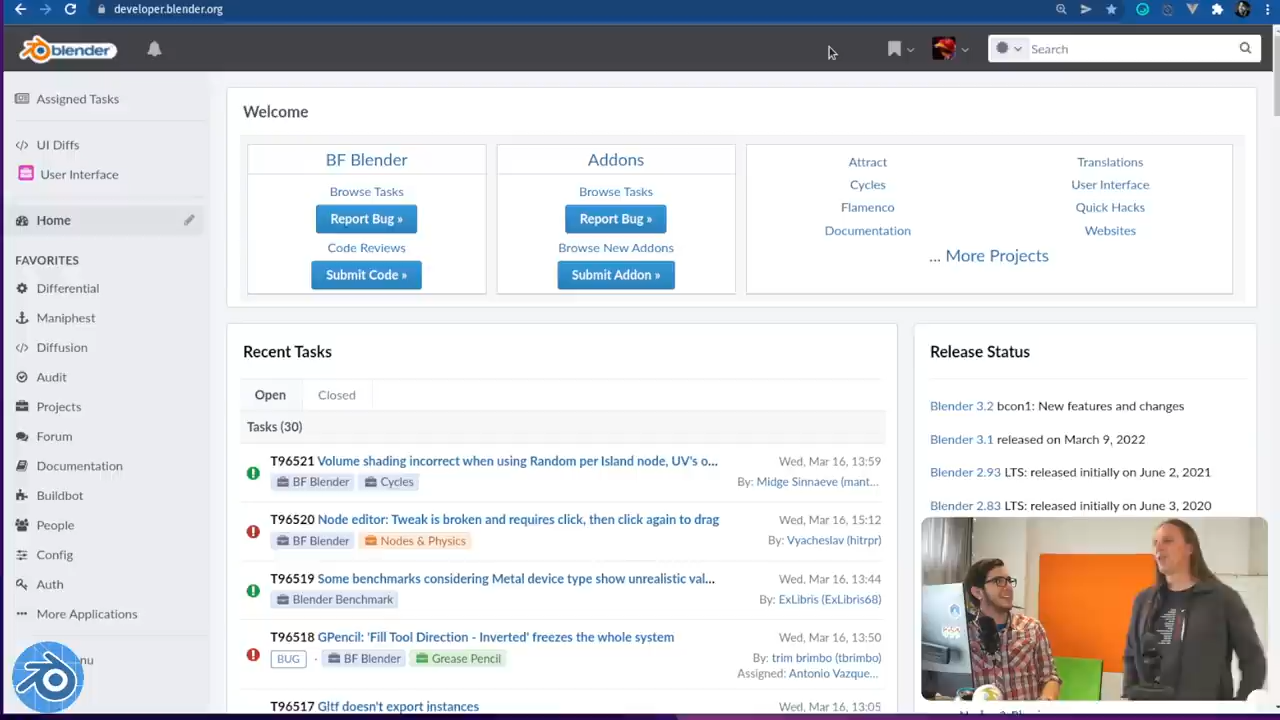 developer.blender.org
blender
Search
Assigned Tasks
UI Diffs
User Interface
Home
FAVORITES
Differential
Maniphest
Diffusion
Audit
Projects
Forum
Documentation
Buildbot
People
Config
Auth
More Applications
nu
Welcome
BF Blender
Browse Tasks
Report Bug »
Code Reviews
Submit Code »
Addons
Browse Tasks
Report Bug »
Browse New Addons
Submit Addon »
Attract
Translations
Cycles
User Interface
Flamenco
Quick Hacks
Documentation
Websites
... More Projects
Recent Tasks
Open Closed
Tasks (30)
T96521 Volume shading incorrect when using Random per Island node, UV's o...
Wed, Mar 16, 13:59
BF Blender Cycles
By: Midge Sinnaeve (mant...
T96520 Node editor: Tweak is broken and requires click, then click again to drag
Wed, Mar 16, 15:12
BF Blender Nodes & Physics
By: Vyacheslav (hitrpr)
T96519 Some benchmarks considering Metal device type show unrealistic val...
Wed, Mar 16, 13:44
Blender Benchmark
By: ExLibris (ExLibris68)
T96518 GPencil: 'Fill Tool Direction - Inverted' freezes the whole system
Wed, Mar 16, 13:50
BUG · BF Blender Grease Pencil
By: trim brimbo (tbrimbo)
Assigned: Antonio Vazque...
T96517 Gltf doesn't export instances
Wed, Mar 16, 13:05
Release Status
Blender 3.2 bcon1: New features and changes
Blender 3.1 released on March 9, 2022
Blender 2.93 LTS: released initially on June 2, 2021
Blender 2.83 LTS: released initially on June 3, 2020